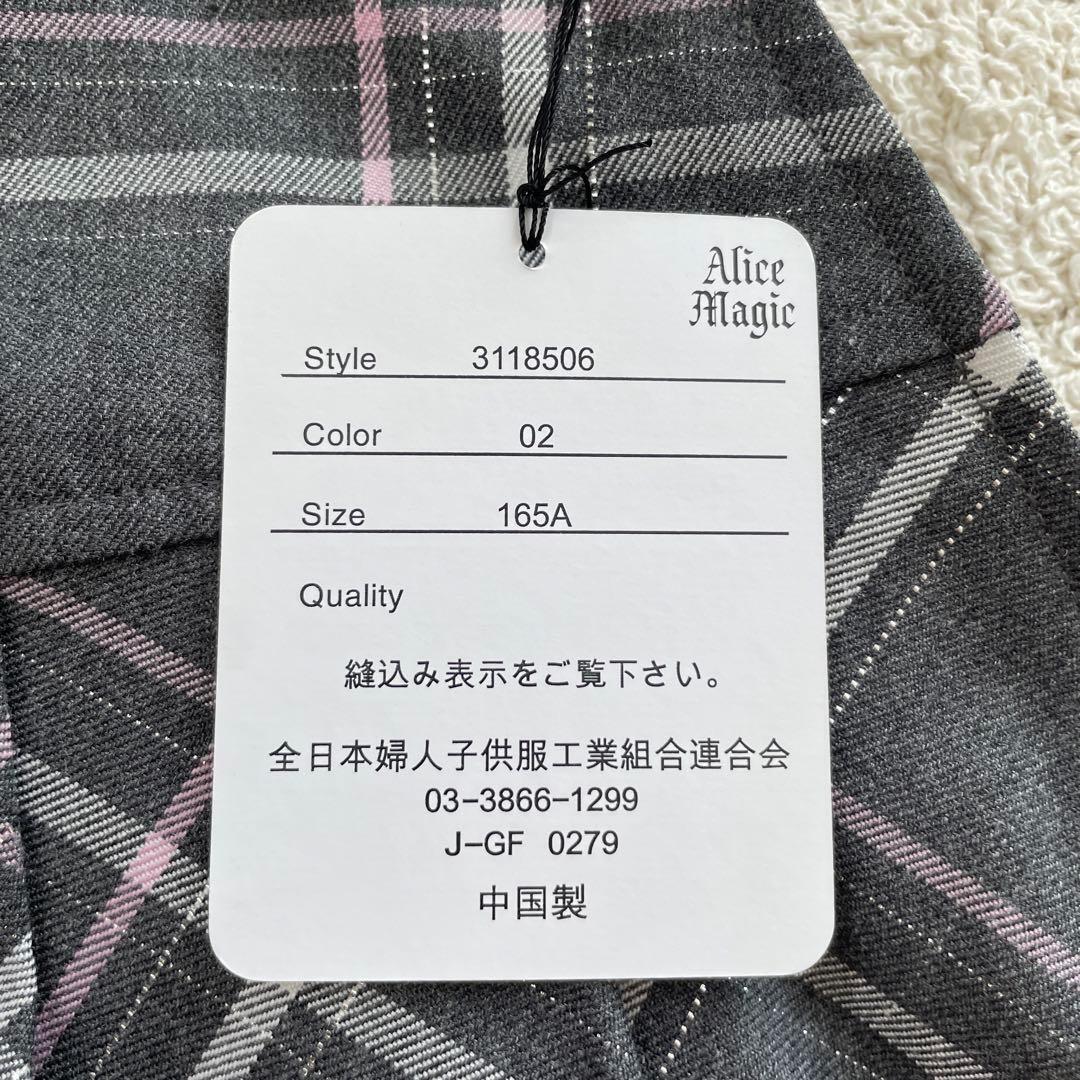 Alice
Magic
Style 3118506
Color 02
Size 165A
Quality
縫込み表示をご覧下さい。
全日本婦人子供服工業組合連合会
03-3866-1299
J-GF 0279
中国製